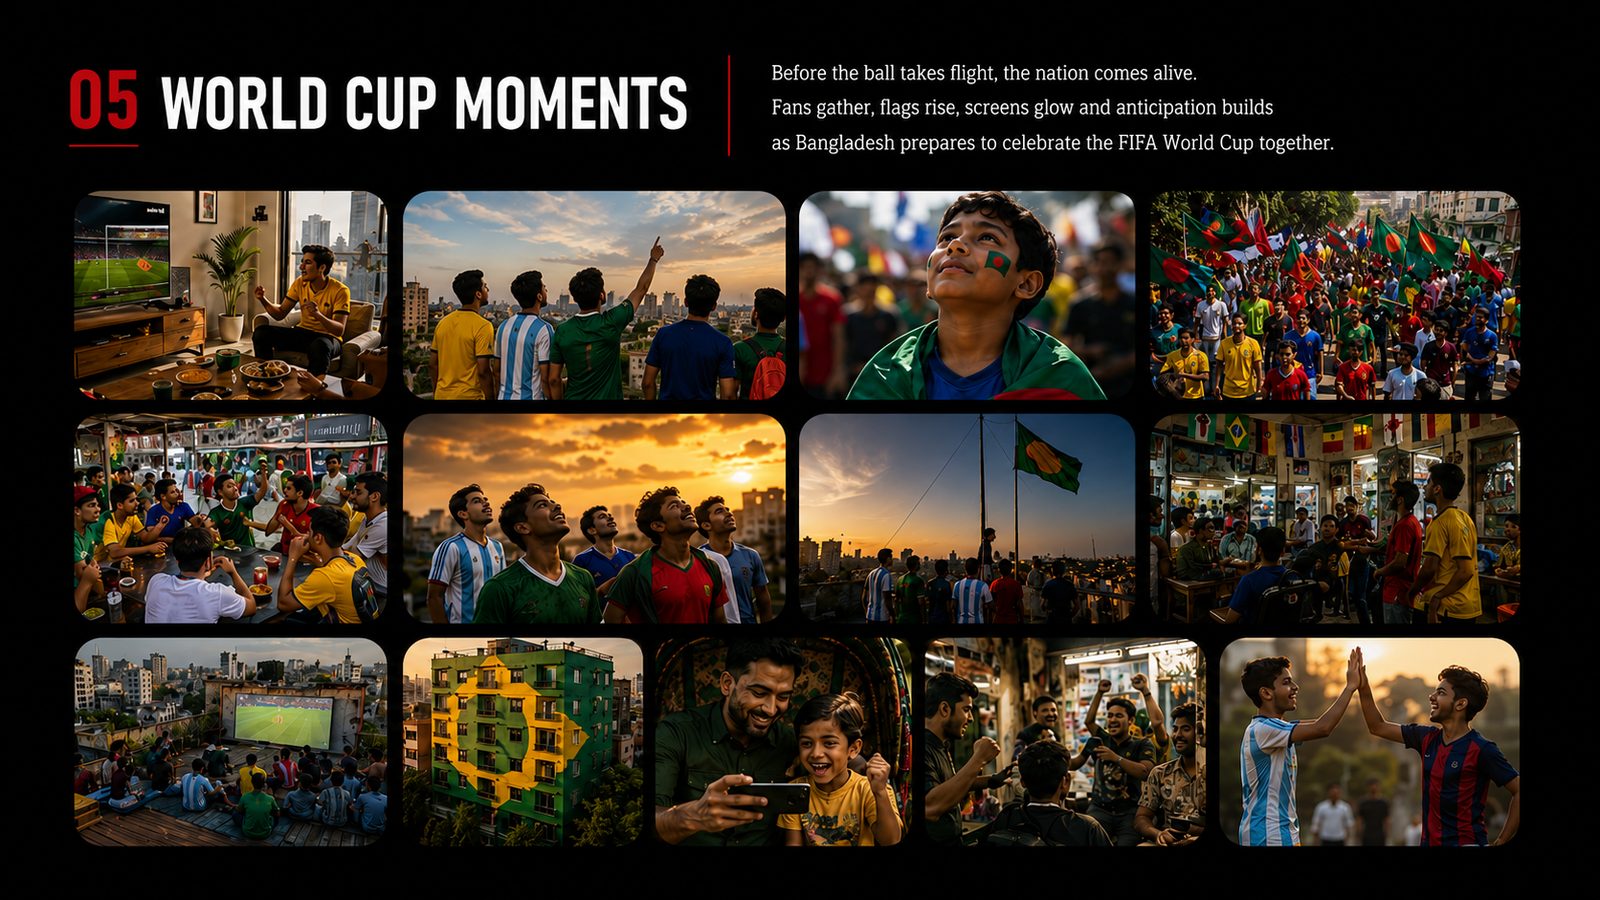 05 WORLD CUP MOMENTS
Before the ball takes flight, the nation comes alive.
Fans gather, flags rise, screens glow and anticipation builds
as Bangladesh prepares to celebrate the FIFA World Cup together.